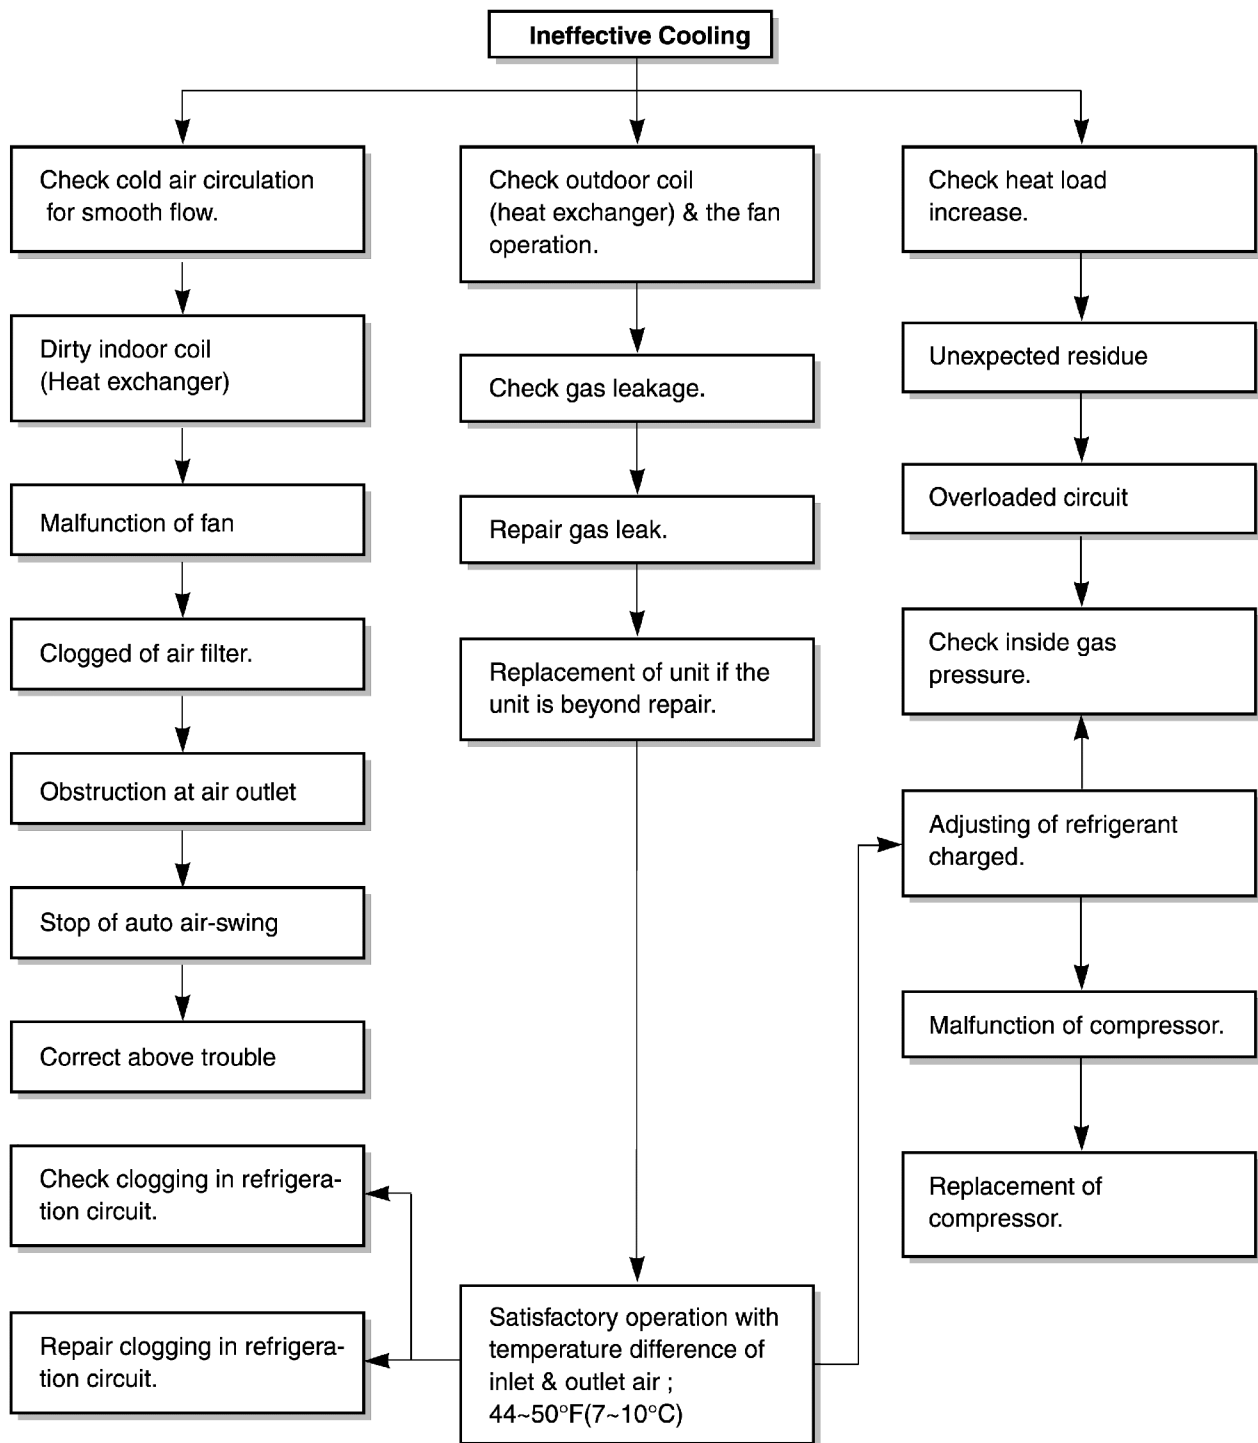 Ineffective Cooling
Check cold air circulation
for smooth flow.
Dirty indoor coil
(Heat exchanger)
Malfunction of fan
Clogged of air filter.
Obstruction at air outlet
Stop of auto air-swing
Correct above trouble
Check clogging in refrigera-
tion circuit.
Repair clogging in refrigera-
tion circuit.
Check outdoor coil
(heat exchanger) & the fan
operation.
Check gas leakage.
Repair gas leak.
Replacement of unit if the
unit is beyond repair.
Satisfactory operation with
temperature difference of
inlet & outlet air ;
44~50°F(7~10°C)
Check heat load
increase.
Unexpected residue
Overloaded circuit
Check inside gas
pressure.
Adjusting of refrigerant
charged.
Malfunction of compressor.
Replacement of
compressor.